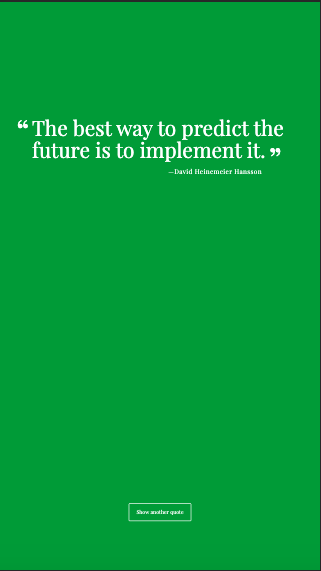 “ The best way to predict the
future is to implement it. ”
—David Heinemeier Hansson
Show another quote